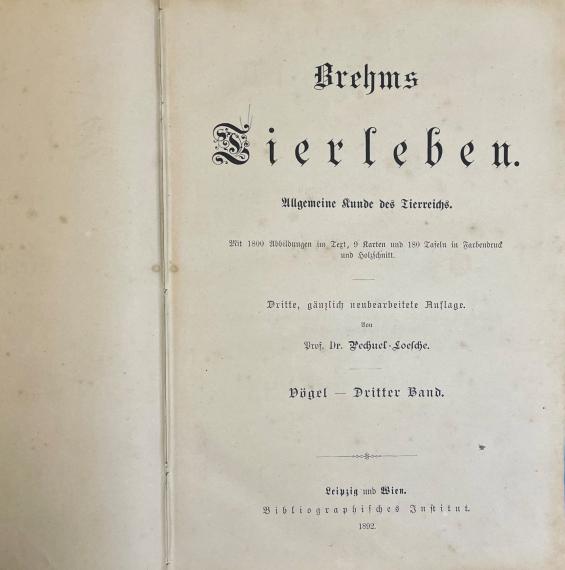 Brehms
Tierleben.
Allgemeine Kunde des Tierreichs.
Mit 1800 Abbildungen im Text, 9 Karten und 180 Tafeln in Farbendruck
und Holzschnitt.
Dritte, gänzlich neubearbeitete Auflage.
Von
Prof. Dr. Pechuel-Loesche.
Vögel — Dritter Band.
Leipzig und Wien.
Bibliographisches Institut.
1892.